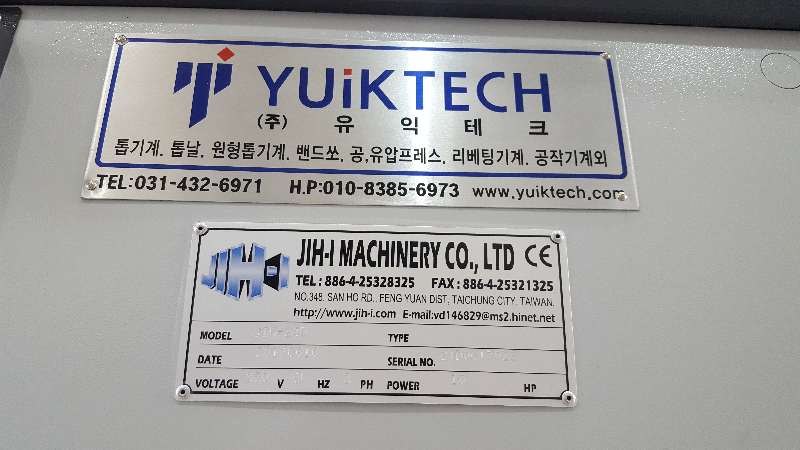 YUiKTECH
(주) 유 익 테 크
톱기계. 톱날. 원형톱기계. 밴드쏘. 공,유압프레스. 리베팅기계. 공작기계외
TEL:031-432-6971 H.P:010-8385-6973 www.yuiktech.com
JIH-I MACHINERY CO., LTD CE
TEL : 886-4-25328325 FAX : 886-4-25321325
NO.348. SAN HO RD., FENG YUAN DIST, TAICHUNG CITY, TAIWAN.
http://www.jih-i.com E-mail:vd146829@ms2.hinet.net
MODEL TYPE
DATE SERIAL NO.
VOLTAGE V HZ PH POWER HP